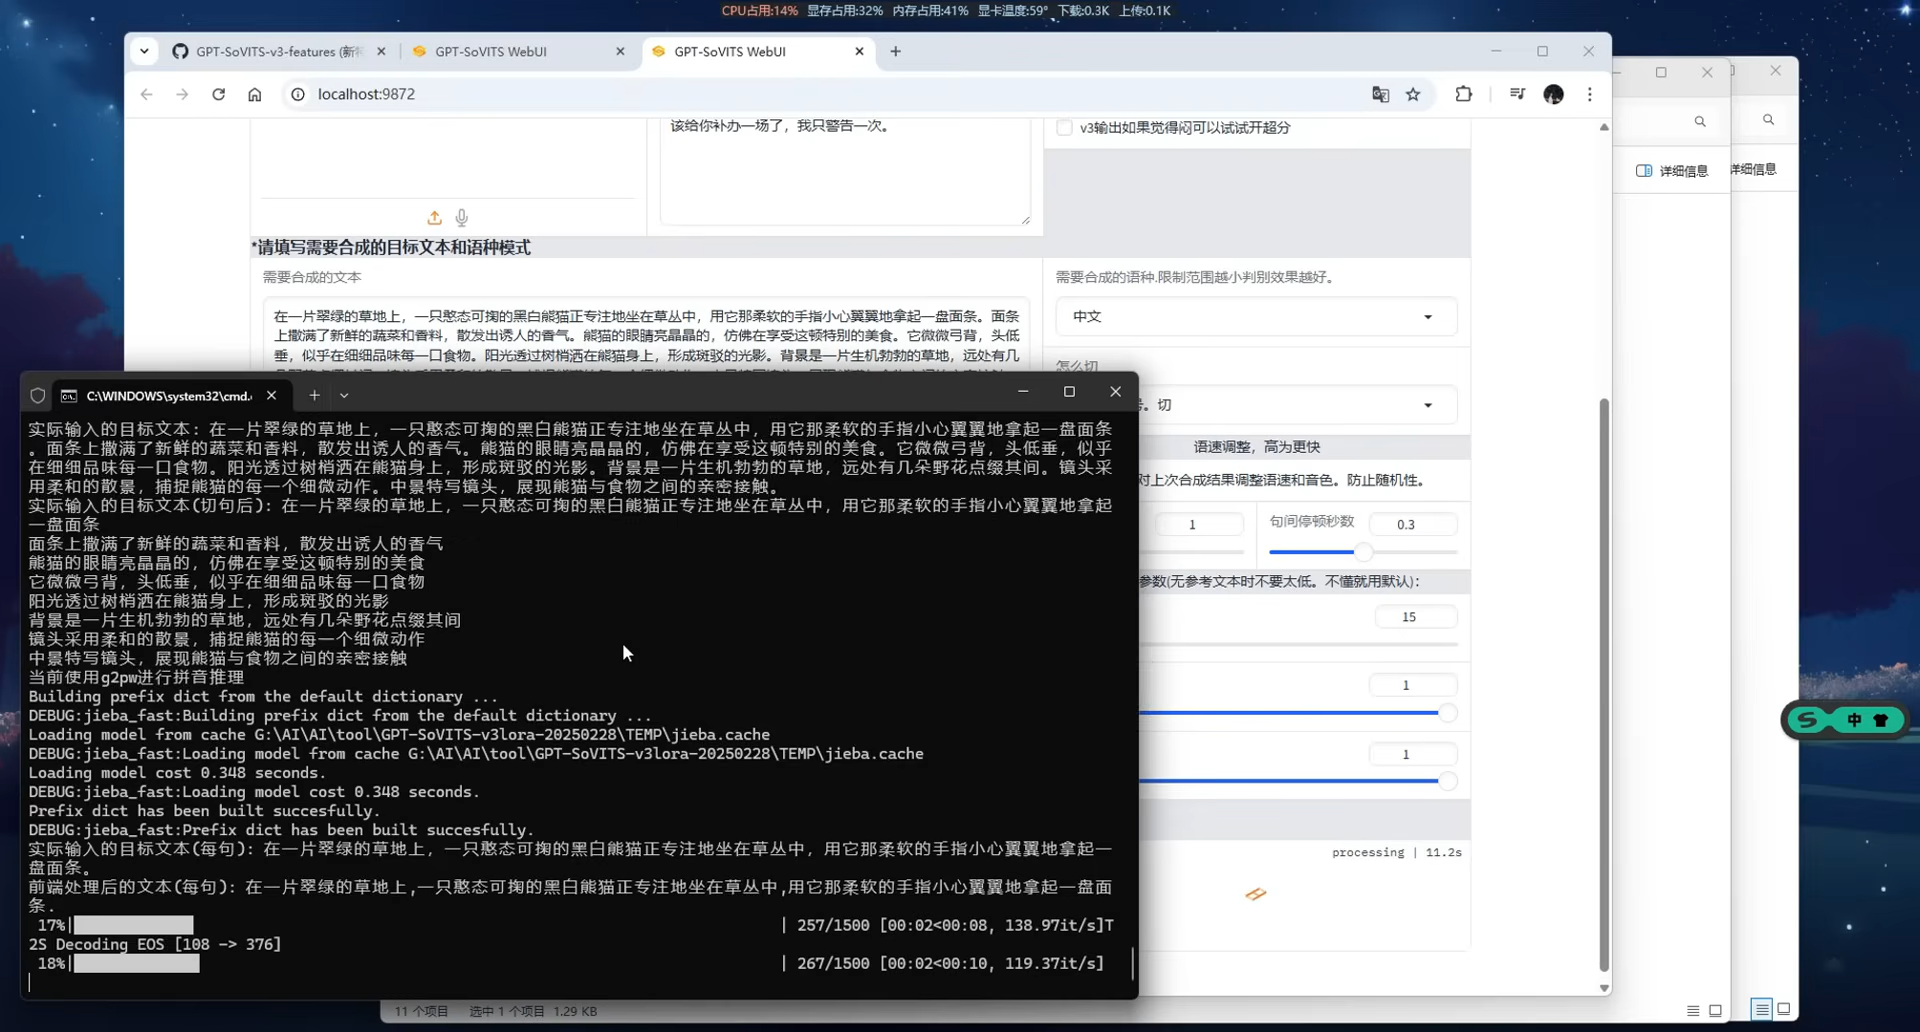 CPU占用:14% 显存占用:32% 内存占用:41% 显卡温度:59° 下载:0.3K 上传:0.1K
GPT-SoVITS-v3-features (新特
GPT-SoVITS WebUI
GPT-SoVITS WebUI
localhost:9872
该给你补办一场了，我只警告一次。
v3输出如果觉得闷可以试试开超分
详细信息
详细信息
*请填写需要合成的目标文本和语种模式
需要合成的文本
需要合成的语种.限制范围越小判别效果越好。
在一片翠绿的草地上，一只憨态可掬的黑白熊猫正专注地坐在草丛中，用它那柔软的手指小心翼翼地拿起一盘面条。面条
上撒满了新鲜的蔬菜和香料，散发出诱人的香气。熊猫的眼睛亮晶晶的，仿佛在享受这顿特别的美食。它微微弓背，头低
垂，似乎在细细品味每一口食物。阳光透过树梢洒在熊猫身上，形成斑驳的光影。背景是一片生机勃勃的草地，远处有几
中文
怎么切
。切
语速调整，高为更快
对上次合成结果调整语速和音色。防止随机性。
1
句间停顿秒数
0.3
参数(无参考文本时不要太低。不懂就用默认)：
15
1
1
processing | 11.2s
C:\WINDOWS\system32\cmd.
实际输入的目标文本: 在一片翠绿的草地上，一只憨态可掬的黑白熊猫正专注地坐在草丛中，用它那柔软的手指小心翼翼地拿起一盘面条
。面条上撒满了新鲜的蔬菜和香料，散发出诱人的香气。熊猫的眼睛亮晶晶的，仿佛在享受这顿特别的美食。它微微弓背，头低垂，似乎
在细细品味每一口食物。阳光透过树梢洒在熊猫身上，形成斑驳的光影。背景是一片生机勃勃的草地，远处有几朵野花点缀其间。镜头采
用柔和的散景，捕捉熊猫的每一个细微动作。中景特写镜头，展现熊猫与食物之间的亲密接触。
实际输入的目标文本(切句后): 在一片翠绿的草地上，一只憨态可掬的黑白熊猫正专注地坐在草丛中，用它那柔软的手指小心翼翼地拿起
一盘面条
面条上撒满了新鲜的蔬菜和香料，散发出诱人的香气
熊猫的眼睛亮晶晶的，仿佛在享受这顿特别的美食
它微微弓背，头低垂，似乎在细细品味每一口食物
阳光透过树梢洒在熊猫身上，形成斑驳的光影
背景是一片生机勃勃的草地，远处有几朵野花点缀其间
镜头采用柔和的散景，捕捉熊猫的每一个细微动作
中景特写镜头，展现熊猫与食物之间的亲密接触
当前使用g2pw进行拼音推理
Building prefix dict from the default dictionary ...
DEBUG:jieba_fast:Building prefix dict from the default dictionary ...
Loading model from cache G:\AI\AI\tool\GPT-SoVITS-v3lora-20250228\TEMP\jieba.cache
DEBUG:jieba_fast:Loading model from cache G:\AI\AI\tool\GPT-SoVITS-v3lora-20250228\TEMP\jieba.cache
Loading model cost 0.348 seconds.
DEBUG:jieba_fast:Loading model cost 0.348 seconds.
Prefix dict has been built succesfully.
DEBUG:jieba_fast:Prefix dict has been built succesfully.
实际输入的目标文本(每句): 在一片翠绿的草地上，一只憨态可掬的黑白熊猫正专注地坐在草丛中，用它那柔软的手指小心翼翼地拿起一
盘面条。
前端处理后的文本(每句): 在一片翠绿的草地上,一只憨态可掬的黑白熊猫正专注地坐在草丛中,用它那柔软的手指小心翼翼地拿起一盘面
条.
17%| | 257/1500 [00:02<00:08, 138.97it/s]T
2S Decoding EOS [108 -> 376]
18%| | 267/1500 [00:02<00:10, 119.37it/s]
11 个项目 选中 1 个项目 1.29 KB
中